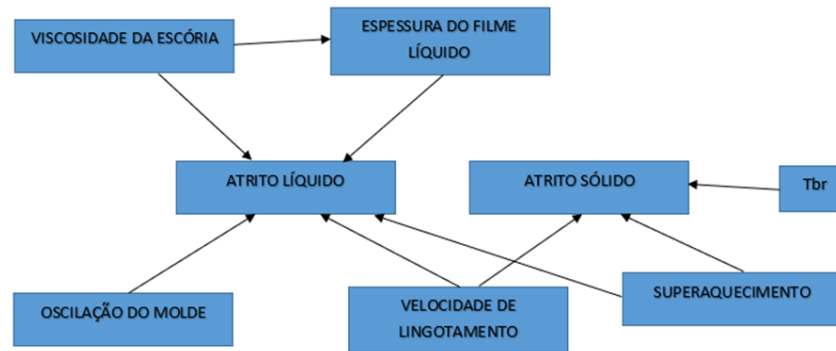 VISCOSIDADE DA ESCÓRIA
ESPESSURA DO FILME
LÍQUIDO
ATRITO LÍQUIDO
ATRITO SÓLIDO
Tbr
OSCILAÇÃO DO MOLDE
VELOCIDADE DE
LINGOTAMENTO
SUPERAQUECIMENTO